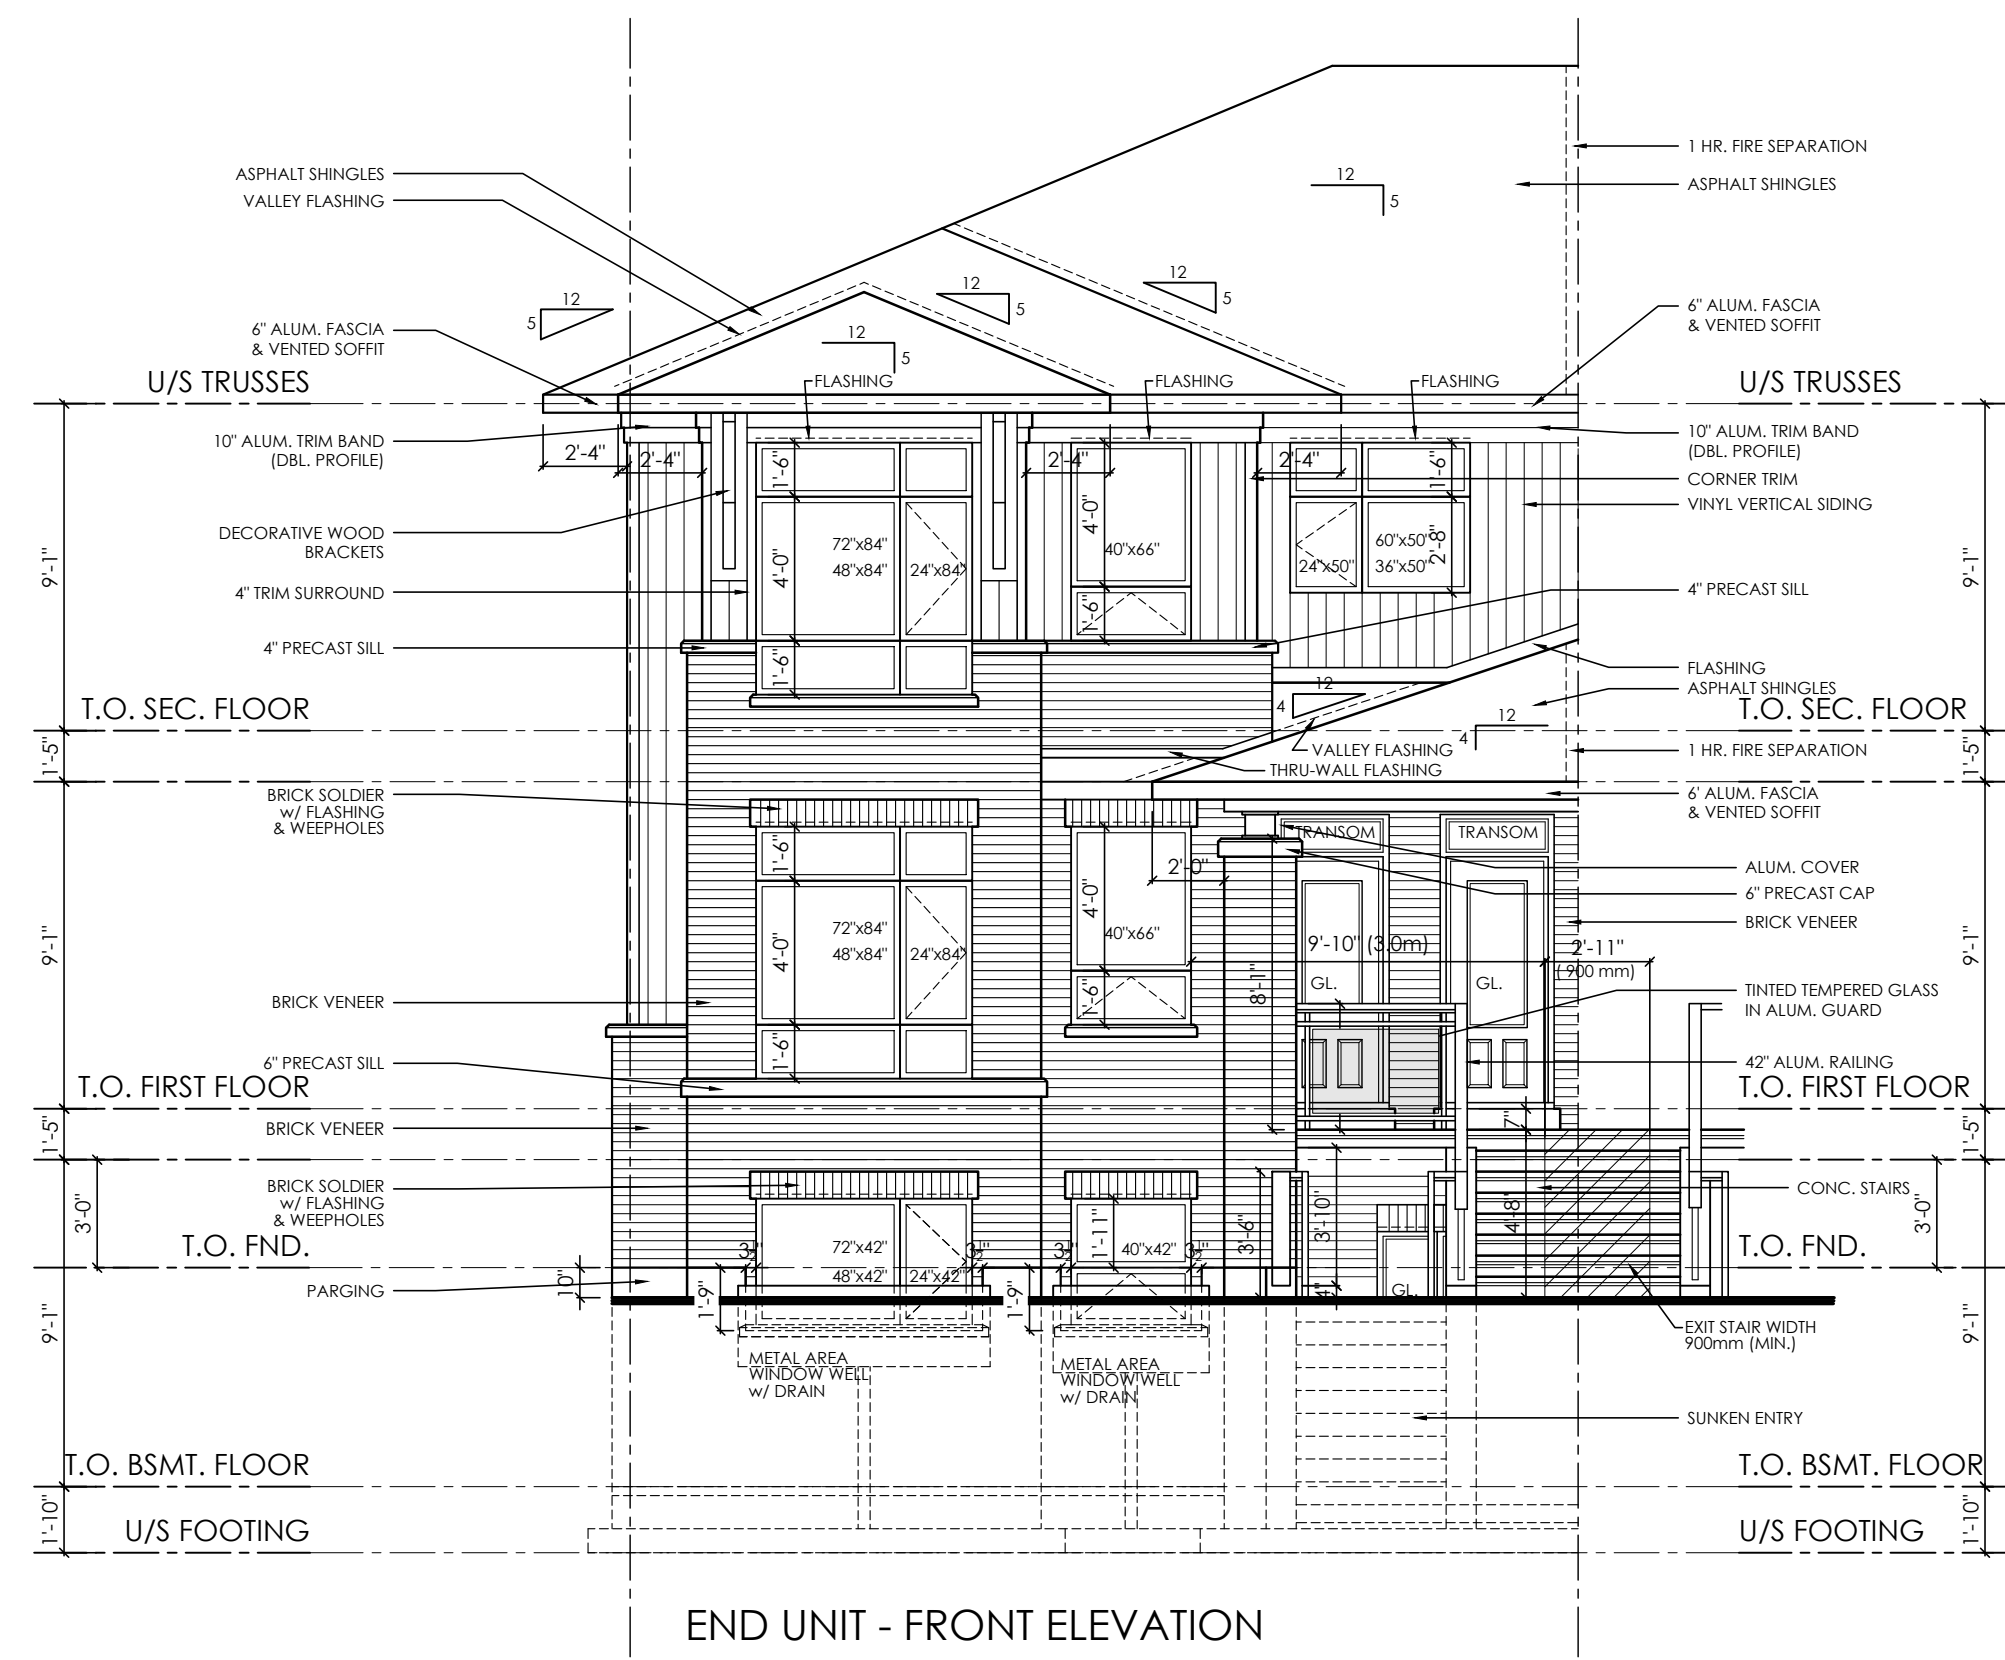 1 HR. FIRE SEPARATION
ASPHALT SHINGLES
12
5
ASPHALT SHINGLES
VALLEY FLASHING
12
5
12
5
12
5
12
5
6" ALUM. FASCIA
& VENTED SOFFIT
6" ALUM. FASCIA
& VENTED SOFFIT
U/S TRUSSES
FLASHING
FLASHING
FLASHING
U/S TRUSSES
10" ALUM. TRIM BAND
(DBL. PROFILE)
2'-4"
2'-4"
2'-4"
2'-4"
10" ALUM. TRIM BAND
(DBL. PROFILE)
CORNER TRIM
VINYL VERTICAL SIDING
1'-6"
4'-0"
1'-6"
2'-8"
DECORATIVE WOOD
BRACKETS
9'-1"
4'-0"
72"x84"
48"x84"
24"x84"
40"x66"
24"x50"
60"x50"
36"x50"
9'-1"
4" TRIM SURROUND
1'-6"
4" PRECAST SILL
4" PRECAST SILL
1'-6"
FLASHING
ASPHALT SHINGLES
T.O. SEC. FLOOR
12
4
12
4
T.O. SEC. FLOOR
1'-5"
VALLEY FLASHING
THRU-WALL FLASHING
1 HR. FIRE SEPARATION
1'-5"
BRICK SOLDIER
w/ FLASHING
& WEEPHOLES
6' ALUM. FASCIA
& VENTED SOFFIT
1'-6"
TRANSOM
TRANSOM
2'-0"
ALUM. COVER
6" PRECAST CAP
BRICK VENEER
9'-1"
4'-0"
72"x84"
48"x84"
24"x84"
4'-0"
40"x66"
9'-10" (3.0m)
2'-11"
( 900 mm)
9'-1"
BRICK VENEER
1'-6"
8'-1"
GL.
GL.
TINTED TEMPERED GLASS
IN ALUM. GUARD
1'-6"
6" PRECAST SILL
42" ALUM. RAILING
T.O. FIRST FLOOR
T.O. FIRST FLOOR
1'-5"
BRICK VENEER
7"
1'-5"
3'-0"
BRICK SOLDIER
w/ FLASHING
& WEEPHOLES
CONC. STAIRS
3'-0"
T.O. FND.
3½"
72"x42"
48"x42"
24"x42"
3½"
3½"
1'-11"
40"x42"
3½"
3'-6"
3'-10"
4'-8"
T.O. FND.
PARGING
10"
1'-9"
1'-9"
4"
GL.
9'-1"
EXIT STAIR WIDTH
900mm (MIN.)
9'-1"
METAL AREA
WINDOW WELL
w/ DRAIN
METAL AREA
WINDOW WELL
w/ DRAIN
SUNKEN ENTRY
T.O. BSMT. FLOOR
T.O. BSMT. FLOOR
1'-10"
U/S FOOTING
U/S FOOTING
1'-10"
END UNIT - FRONT ELEVATION